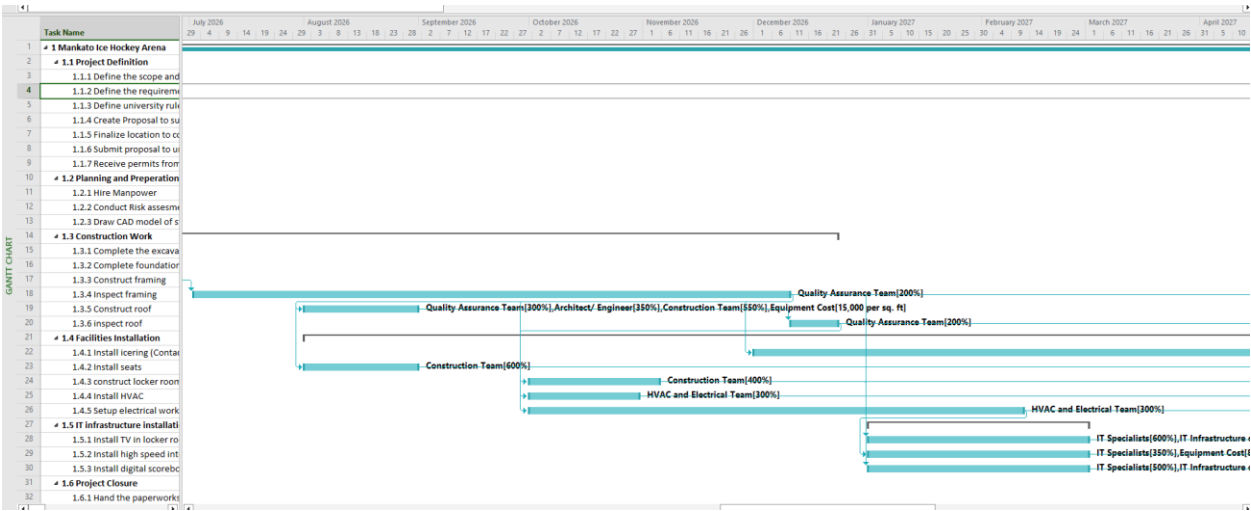 July 2026 August 2026 September 2026 October 2026 November 2026 December 2026 January 2027 February 2027 March 2027 April 2027
Task Name 29 4 9 14 19 24 29 3 8 13 18 23 28 2 7 12 17 22 27 2 7 12 17 22 27 1 6 11 16 21 26 1 6 11 16 21 26 31 5 10 15 20 25 30 4 9 14 19 24 1 6 11 16 21 26 31 5 10
1 1 Mankato Ice Hockey Arena
2 1.1 Project Definition
3 1.1.1 Define the scope and
4 1.1.2 Define the requireme
5 1.1.3 Define university rule
6 1.1.4 Create Proposal to su
7 1.1.5 Finalize location to co
8 1.1.6 Submit proposal to u
9 1.1.7 Receive permits from
10 1.2 Planning and Preperation
11 1.2.1 Hire Manpower
12 1.2.2 Conduct Risk assesme
13 1.2.3 Draw CAD model of s
14 1.3 Construction Work
15 1.3.1 Complete the excava
16 1.3.2 Complete foundation
17 1.3.3 Construct framing
18 1.3.4 Inspect framing Quality Assurance Team[200%]
19 1.3.5 Construct roof Quality Assurance Team[300%],Architect/ Engineer[350%],Construction Team[550%],Equipment Cost[15,000 per sq. ft]
20 1.3.6 inspect roof Quality Assurance Team[200%]
21 1.4 Facilities Installation
22 1.4.1 Install icering (Contac
23 1.4.2 Install seats Construction Team[600%]
24 1.4.3 construct locker room Construction Team[400%]
25 1.4.4 Install HVAC HVAC and Electrical Team[300%]
26 1.4.5 Setup electrical work HVAC and Electrical Team[300%]
27 1.5 IT infrastructure installati
28 1.5.1 Install TV in locker ro IT Specialists[600%],IT Infrastructure
29 1.5.2 Install high speed int IT Specialists[350%],Equipment Cost[8
30 1.5.3 Install digital scorebo IT Specialists[500%],IT Infrastructure
31 1.6 Project Closure
32 1.6.1 Hand the paperworks
GANTT CHART